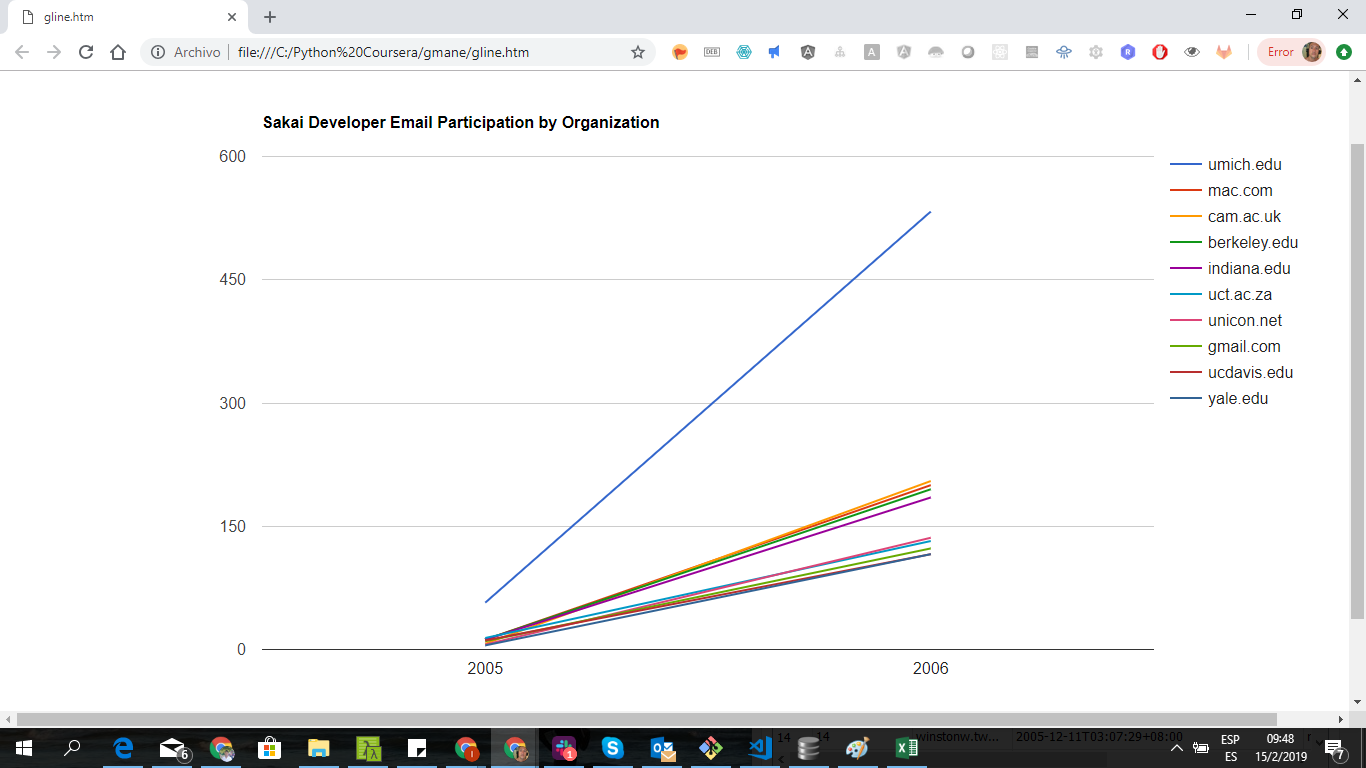 gline.htm
Archivo file:///C:/Python%20Coursera/gmane/gline.htm DEB A A A R Error
Sakai Developer Email Participation by Organization
600
450
300
150
0
2005 2006
umich.edu
mac.com
cam.ac.uk
berkeley.edu
indiana.edu
uct.ac.za
unicon.net
gmail.com
ucdavis.edu
yale.edu
14 14 winstonw.tw... 2005-12-11T03:07:29+08:00
6 1 ESP 09:48
ES 15/2/2019 7